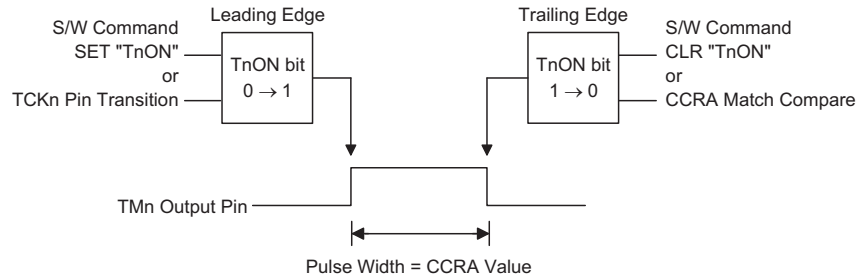 Leading Edge
S/W Command
SET "TnON"
or
TCKn Pin Transition
TnON bit
0 → 1
Trailing Edge
TnON bit
1 → 0
S/W Command
CLR "TnON"
or
CCRA Match Compare
TMn Output Pin
Pulse Width = CCRA Value